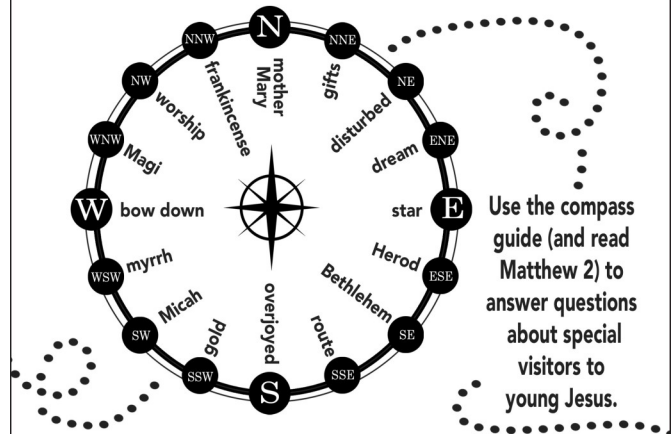 N
NNE
NE
ENE
E
ESE
SE
SSE
S
SSW
SW
WSW
W
WNW
NW
NNW
mother
Mary
gifts
disturbed
dream
star
Herod
Bethlehem
route
overjoyed
gold
Micah
myrrh
bow down
Magi
worship
frankincense
Use the compass
guide (and read
Matthew 2) to
answer questions
about special
visitors to
young Jesus.